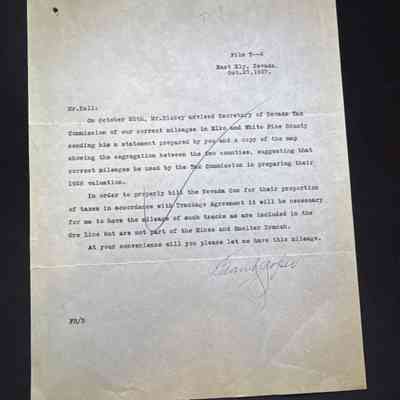 File T--4
East Ely, Nevada.
Oct.27,1927.
Mr.Hall:
On October 25th, Mr. advised Secretary of Nevada Tax
Commission of our correct mileages in Elko and White Pine County
sending him a statement prepared by you and a copy of the map
showing the segregation between the two counties, suggesting that
correct mileages be used by the Tax Commission in preparing their
1928 valuation.
In order to properly bill the Nevada Con for their proportion
of taxes in accordance with Trackage Agreement it will be necessary
for me to have the mileage of such tracks as are included in the
Ore Line but are not part of the Mines and Smelter Branch.
At your convenience will you please let me have this mileage.